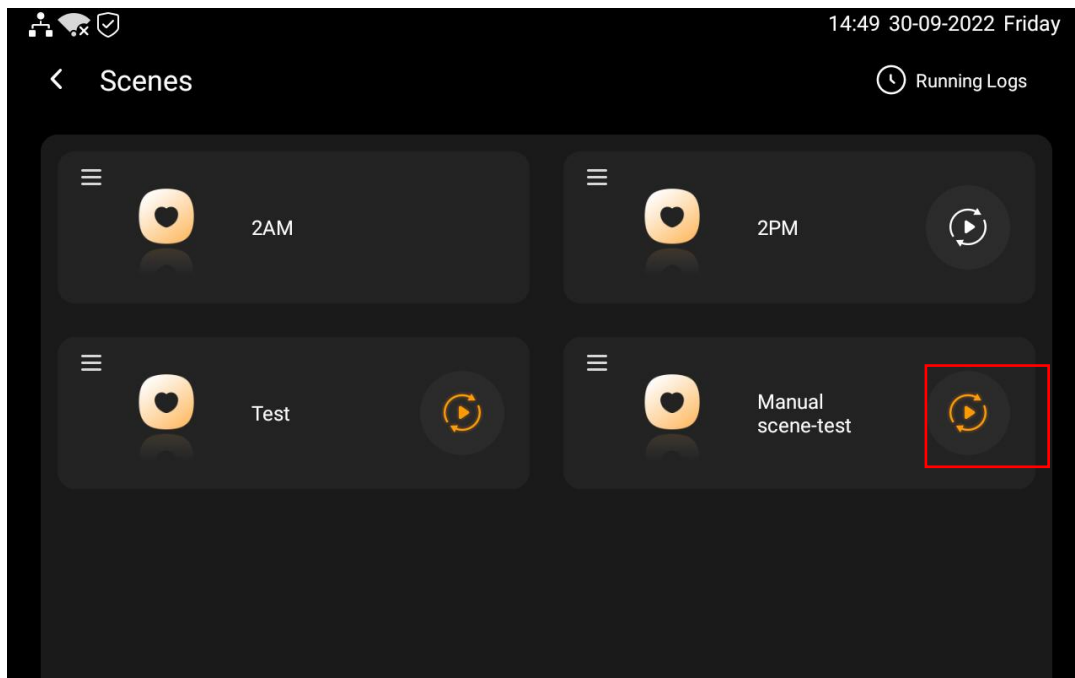 14:49 30-09-2022 Friday
Scenes
Running Logs
2AM
2PM
Test
Manual
scene-test